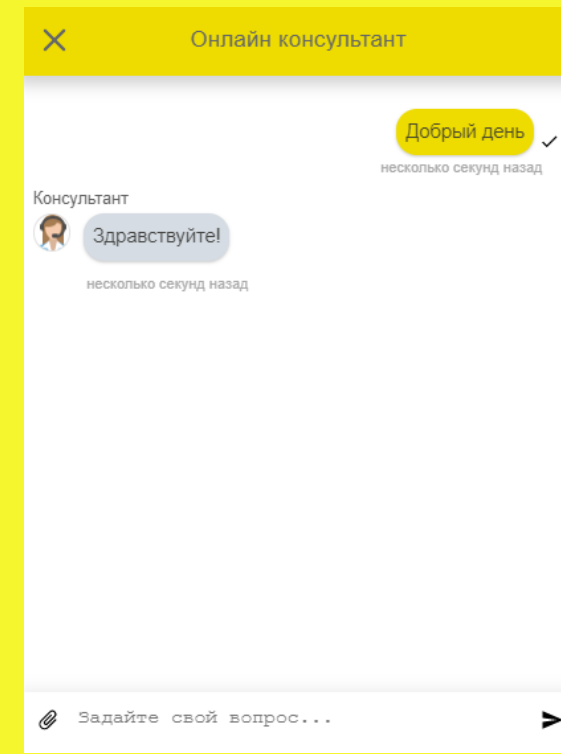 Онлайн консультант
Добрый день
несколько секунд назад
Консультант
Здравствуйте!
несколько секунд назад
Задайте свой вопрос...